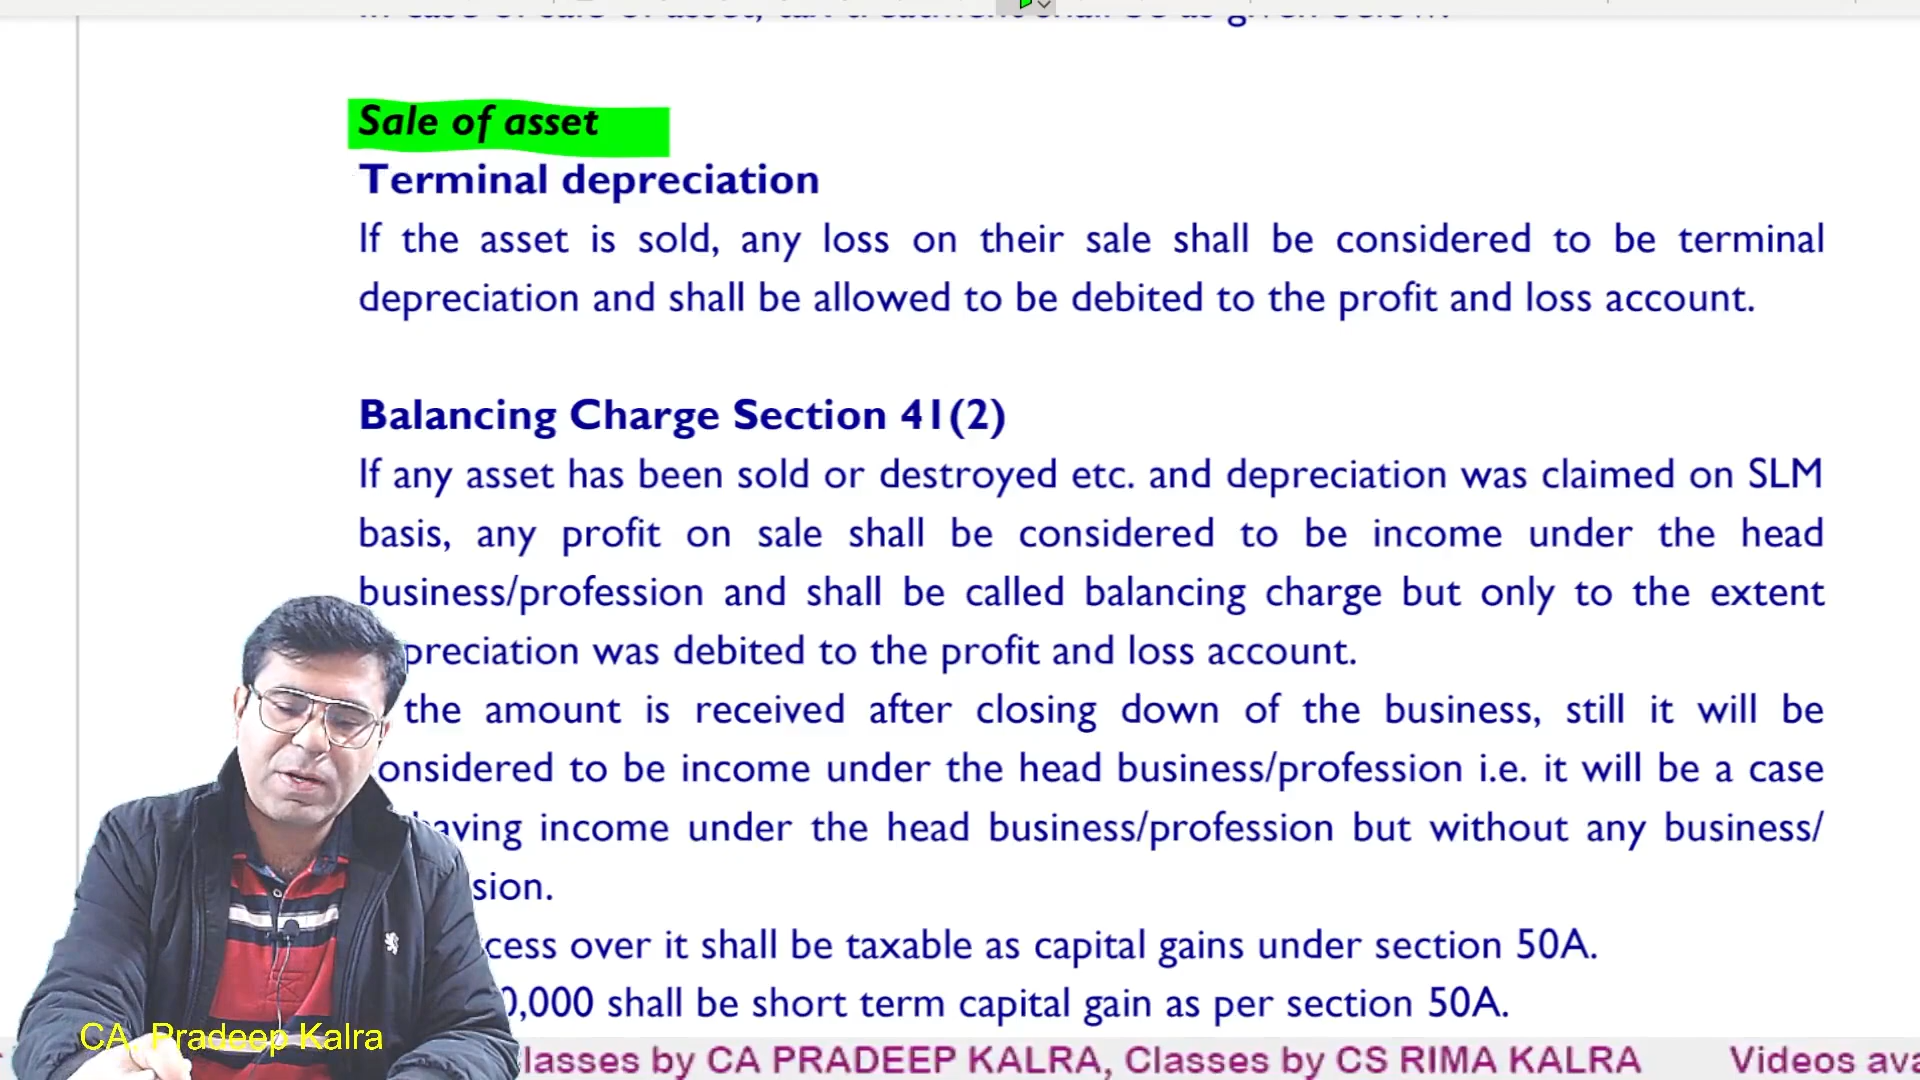 Sale of asset
Terminal depreciation
If the asset is sold, any loss on their sale shall be considered to be terminal
depreciation and shall be allowed to be debited to the profit and loss account.
Balancing Charge Section 41(2)
If any asset has been sold or destroyed etc. and depreciation was claimed on SLM
basis, any profit on sale shall be considered to be income under the head
business/profession and shall be called balancing charge but only to the extent
preciation was debited to the profit and loss account.
the amount is received after closing down of the business, still it will be
onsidered to be income under the head business/profession i.e. it will be a case
having income under the head business/profession but without any business/
sion.
cess over it shall be taxable as capital gains under section 50A.
0,000 shall be short term capital gain as per section 50A.
CA. Pradeep Kalra
lasses by CA PRADEEP KALRA, Classes by CS RIMA KALRA Videos ava